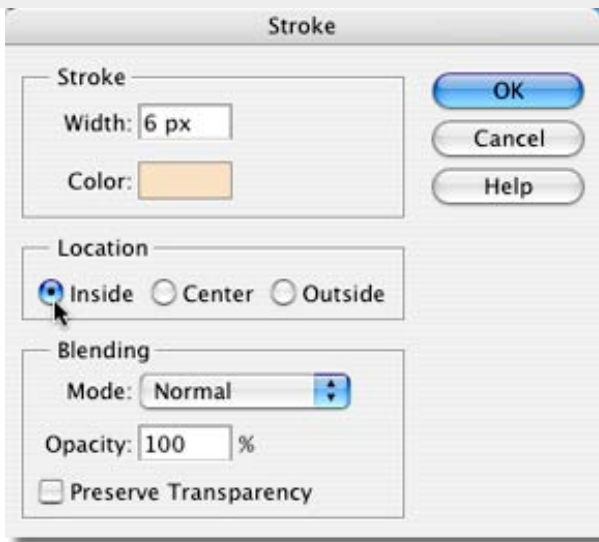 Stroke
Stroke
Width: 6 px
Color:
OK
Cancel
Help
Location
Inside Center Outside
Blending
Mode: Normal
Opacity: 100 %
Preserve Transparency